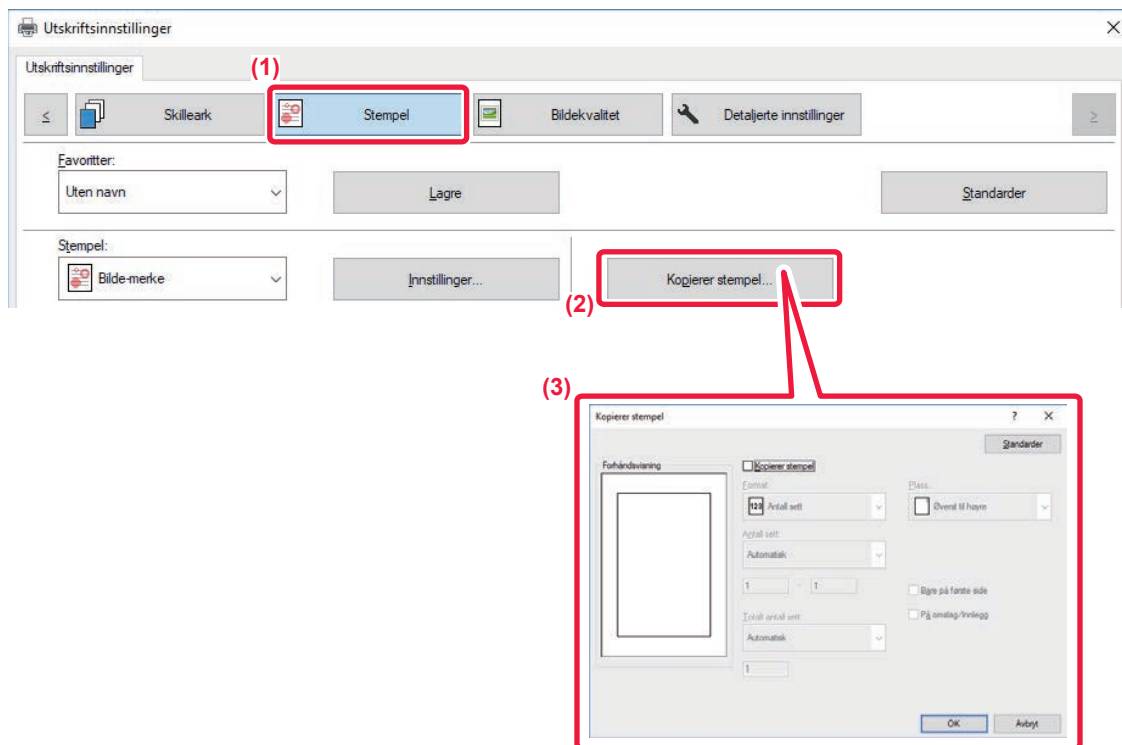 Utskriftsinnstillinger
Utskriftsinnstillinger
(1)
≤ Skilleark Stempel Bildekvalitet Detaljerte innstillinger ≥
Favoritter:
Uten navn Lagre Standarder
Stempel:
Bilde-merke Innstillinger... Kopierer stempel...
(2)
(3)
Kopierer stempel ? X
Standarder
Forhåndsvisning Kopierer stempel
Format: Plass:
123 Antall sett Øverst til høyre
Antall sett:
Automatisk
1 - 1 Bare på første side
Totalt antall sett: På omslag/Innlegg
Automatisk
1
OK Avbryt